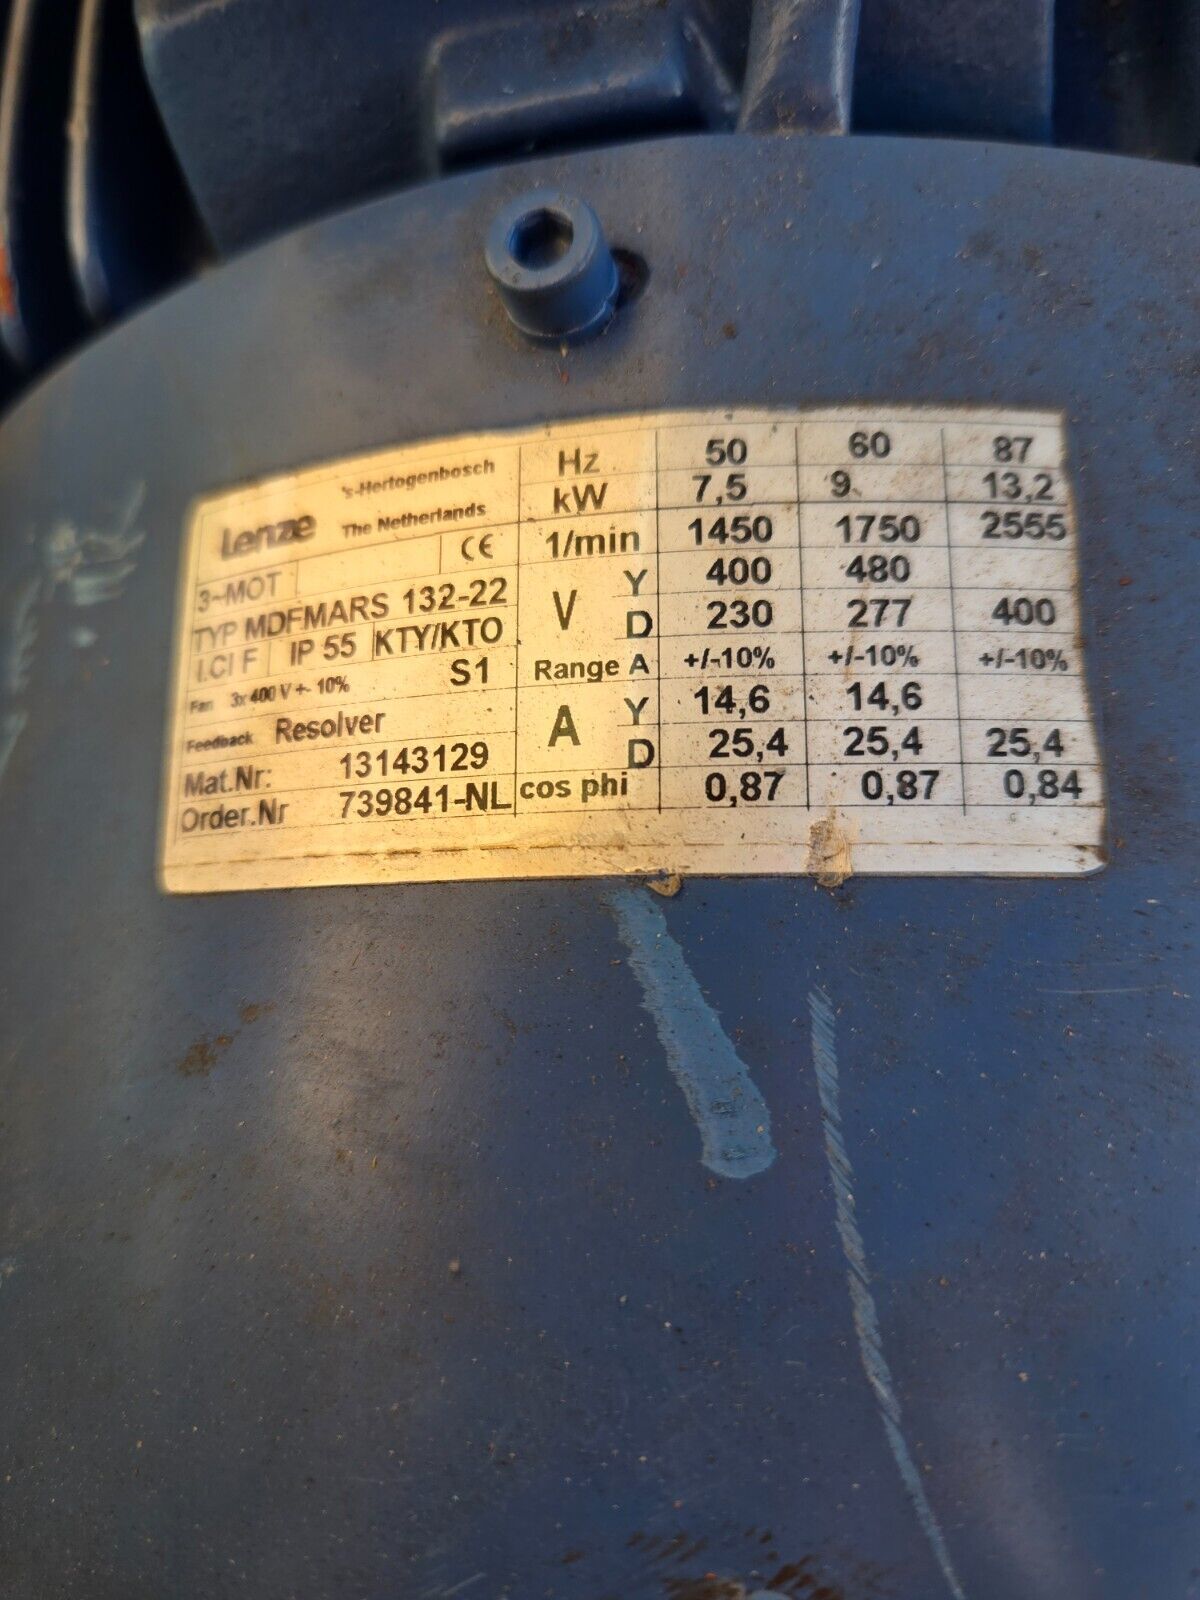 Lenze 's-Hertogenbosch
The Netherlands
3~MOT CE
TYP MDFMARS 132-22
I.Cl F IP 55 KTY/KTO
Fan 3x 400 V +- 10% S1
Feedback Resolver
Mat.Nr: 13143129
Order.Nr 739841-NL
Hz 50 60 87
kW 7,5 9 13,2
1/min 1450 1750 2555
V Y 400 480
D 230 277 400
Range A +/-10% +/-10% +/-10%
A Y 14,6 14,6
D 25,4 25,4 25,4
cos phi 0,87 0,87 0,84